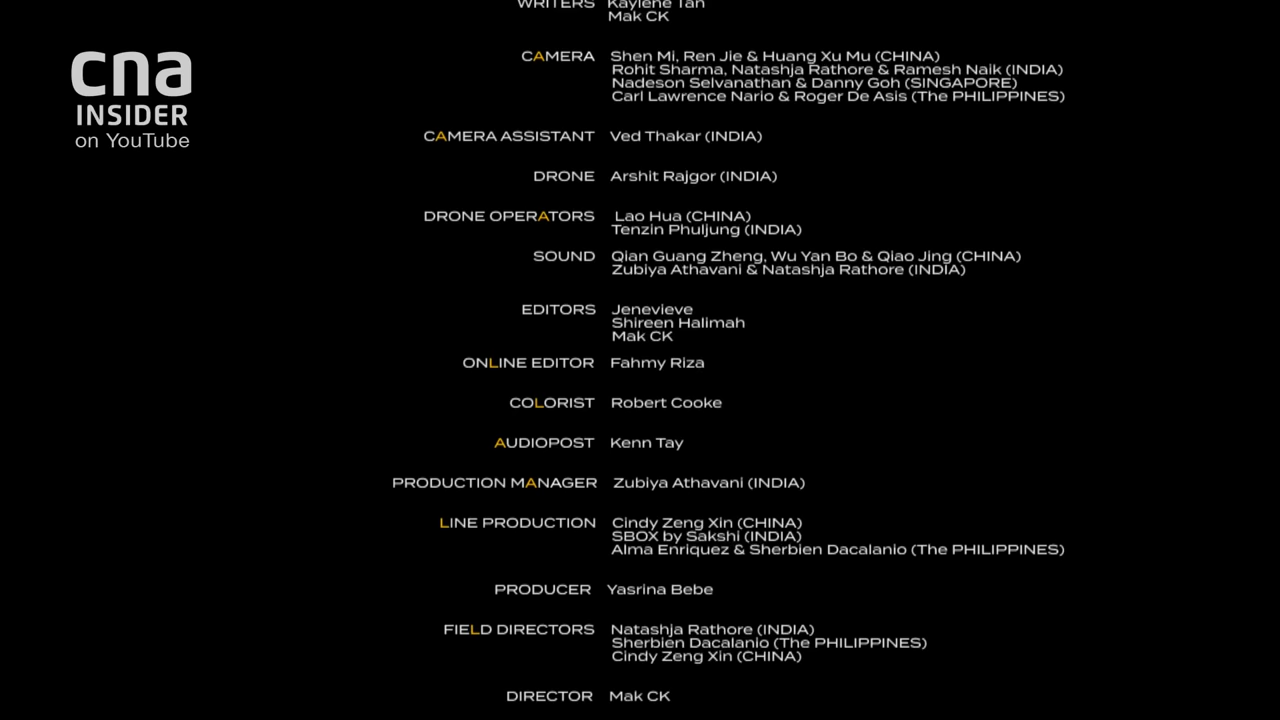 WRITERS Kaylene Tan
Mak CK
cna
INSIDER
on YouTube
CAMERA Shen Mi, Ren Jie & Huang Xu Mu (CHINA)
Rohit Sharma, Natashja Rathore & Ramesh Naik (INDIA)
Nadeson Selvanathan & Danny Goh (SINGAPORE)
Carl Lawrence Nario & Roger De Asis (The PHILIPPINES)
CAMERA ASSISTANT Ved Thakar (INDIA)
DRONE Arshit Rajgor (INDIA)
DRONE OPERATORS Lao Hua (CHINA)
Tenzin Phuljung (INDIA)
SOUND Qian Guang Zheng, Wu Yan Bo & Qiao Jing (CHINA)
Zubiya Athavani & Natashja Rathore (INDIA)
EDITORS Jenevieve
Shireen Halimah
Mak CK
ONLINE EDITOR Fahmy Riza
COLORIST Robert Cooke
AUDIOPOST Kenn Tay
PRODUCTION MANAGER Zubiya Athavani (INDIA)
LINE PRODUCTION Cindy Zeng Xin (CHINA)
SBOX by Sakshi (INDIA)
Alma Enriquez & Sherbien Dacalanio (The PHILIPPINES)
PRODUCER Yasrina Bebe
FIELD DIRECTORS Natashja Rathore (INDIA)
Sherbien Dacalanio (The PHILIPPINES)
Cindy Zeng Xin (CHINA)
DIRECTOR Mak CK